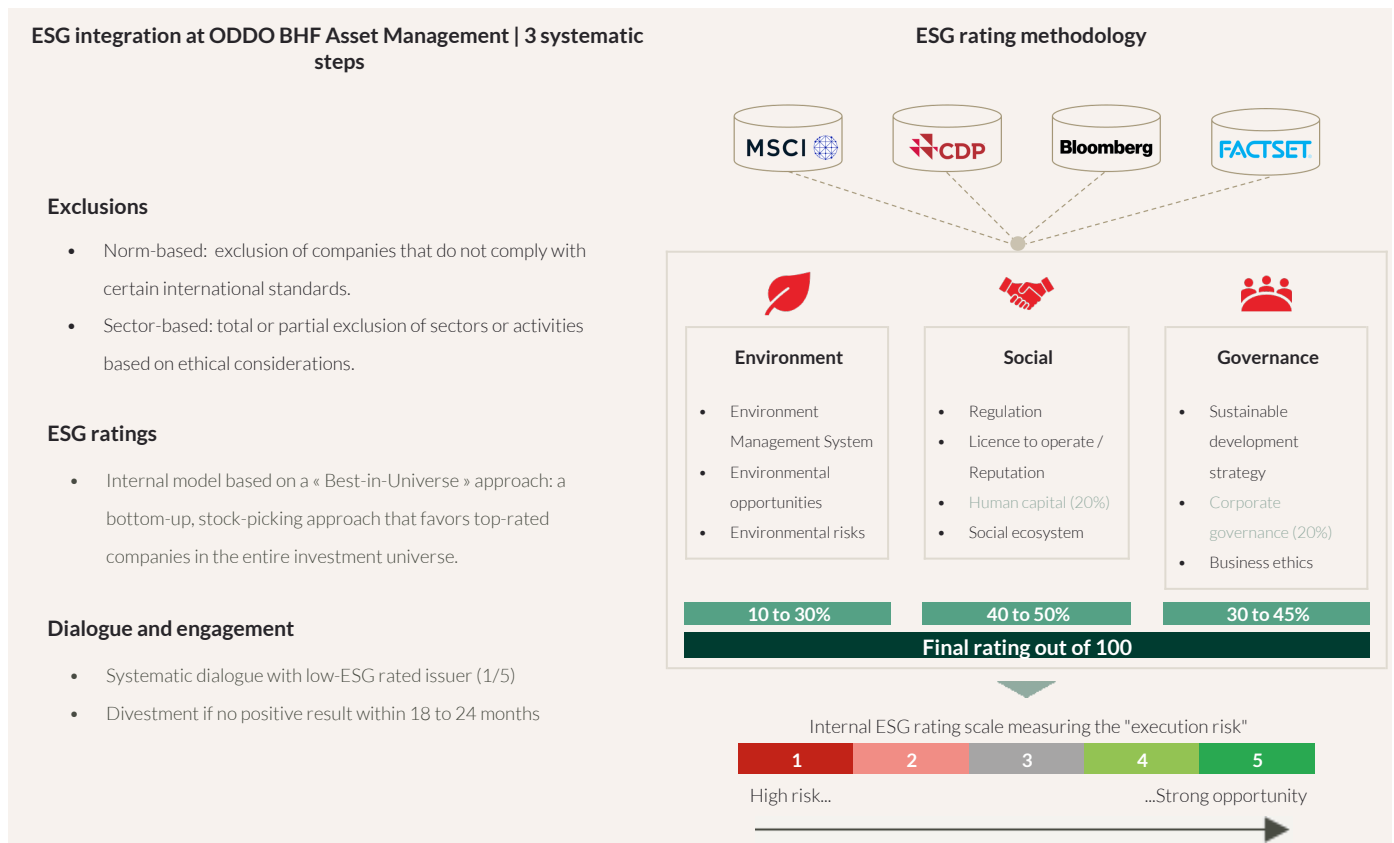 ESG integration at ODDO BHF Asset Management | 3 systematic
steps
Exclusions
• Norm-based:  exclusion of companies that do not comply with
certain international standards.
• Sector-based: total or partial exclusion of sectors or activities
based on ethical considerations.
ESG ratings
• Internal model based on a « Best-in-Universe » approach: a
bottom-up, stock-picking approach that favors top-rated
companies in the entire investment universe.
Dialogue and engagement
• Systematic dialogue with low-ESG rated issuer (1/5)
• Divestment if no positive result within 18 to 24 months
ESG rating methodology
MSCI
CDP
Bloomberg
FACTSET
Environment
• Environment
Management System
• Environmental
opportunities
• Environmental risks
10 to 30%
Social
• Regulation
• Licence to operate /
Reputation
• Human capital (20%)
• Social ecosystem
40 to 50%
Governance
• Sustainable
development
strategy
• Corporate
governance (20%)
• Business ethics
30 to 45%
Final rating out of 100
Internal ESG rating scale measuring the "execution risk"
1 2 3 4 5
High risk... ...Strong opportunity